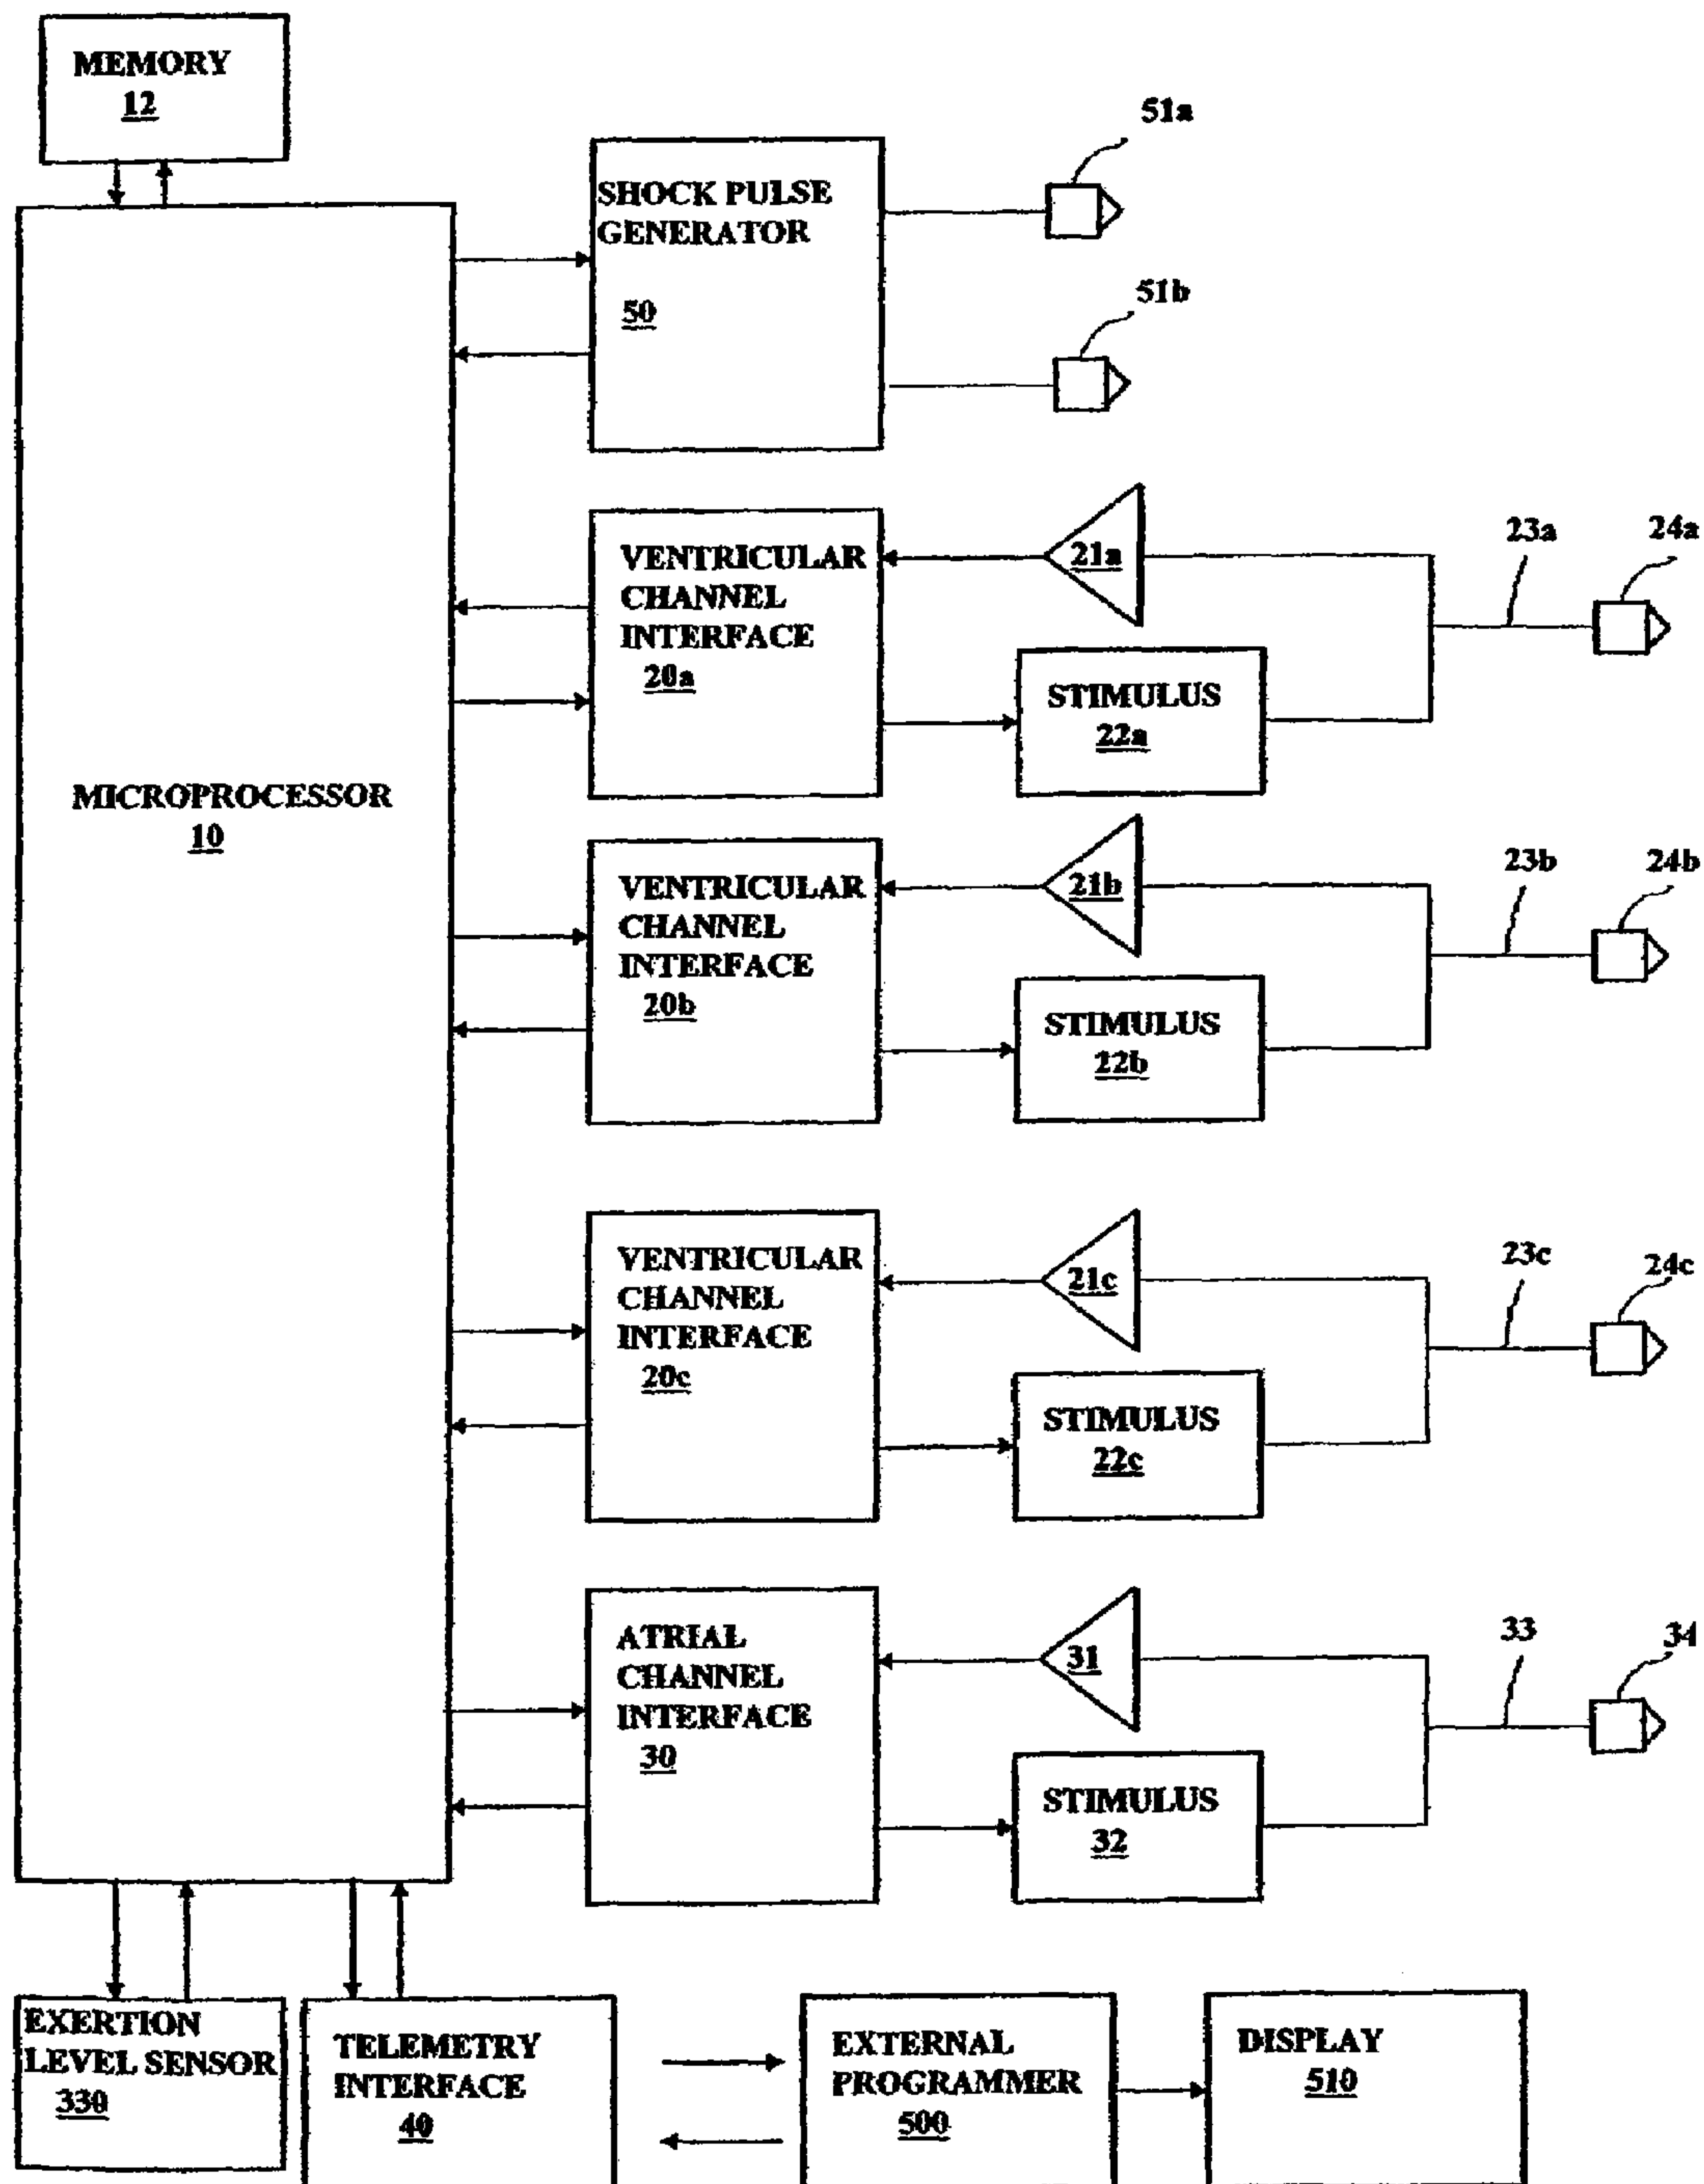 MEMORY
12
51a
SHOCK PULSE
GENERATOR
50
51b
VENTRICULAR
CHANNEL
INTERFACE
20a
21a
STIMULUS
22a
23a
24a
MICROPROCESSOR
10
VENTRICULAR
CHANNEL
INTERFACE
20b
21b
STIMULUS
22b
23b
24b
VENTRICULAR
CHANNEL
INTERFACE
20c
21c
STIMULUS
22c
23c
24c
ATRIAL
CHANNEL
INTERFACE
30
31
STIMULUS
32
33
34
EXERTION
LEVEL SENSOR
330
TELEMETRY
INTERFACE
40
EXTERNAL
PROGRAMMER
500
DISPLAY
510